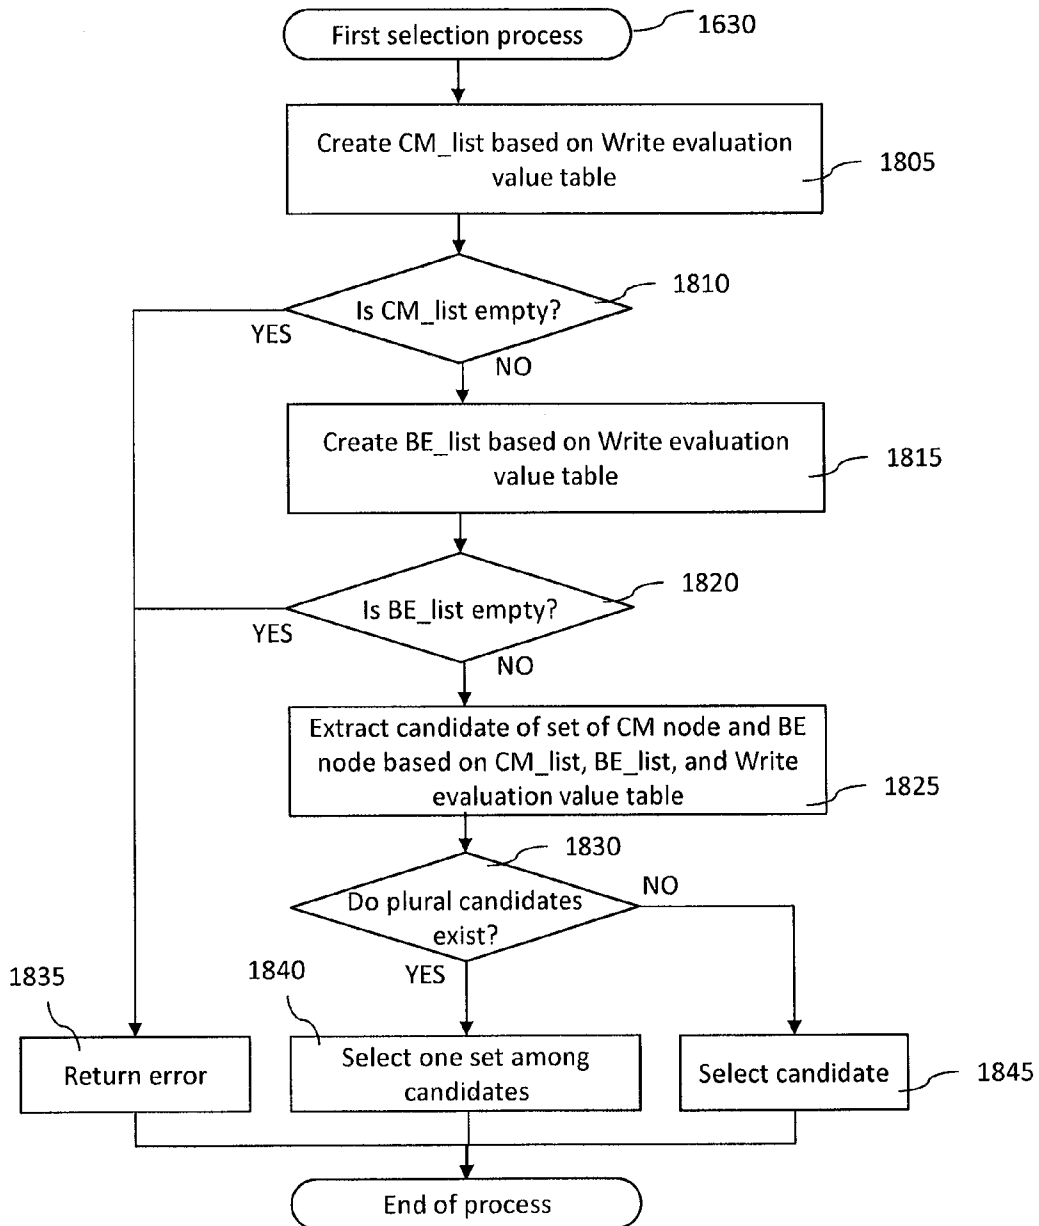 First selection process
1630
Create CM_list based on Write evaluation
value table
1805
Is CM_list empty?
1810
YES
NO
Create BE_list based on Write evaluation
value table
1815
Is BE_list empty?
1820
YES
NO
Extract candidate of set of CM node and BE
node based on CM_list, BE_list, and Write
evaluation value table
1825
1830
Do plural candidates
exist?
NO
YES
1835
1840
Return error
Select one set among
candidates
Select candidate
1845
End of process